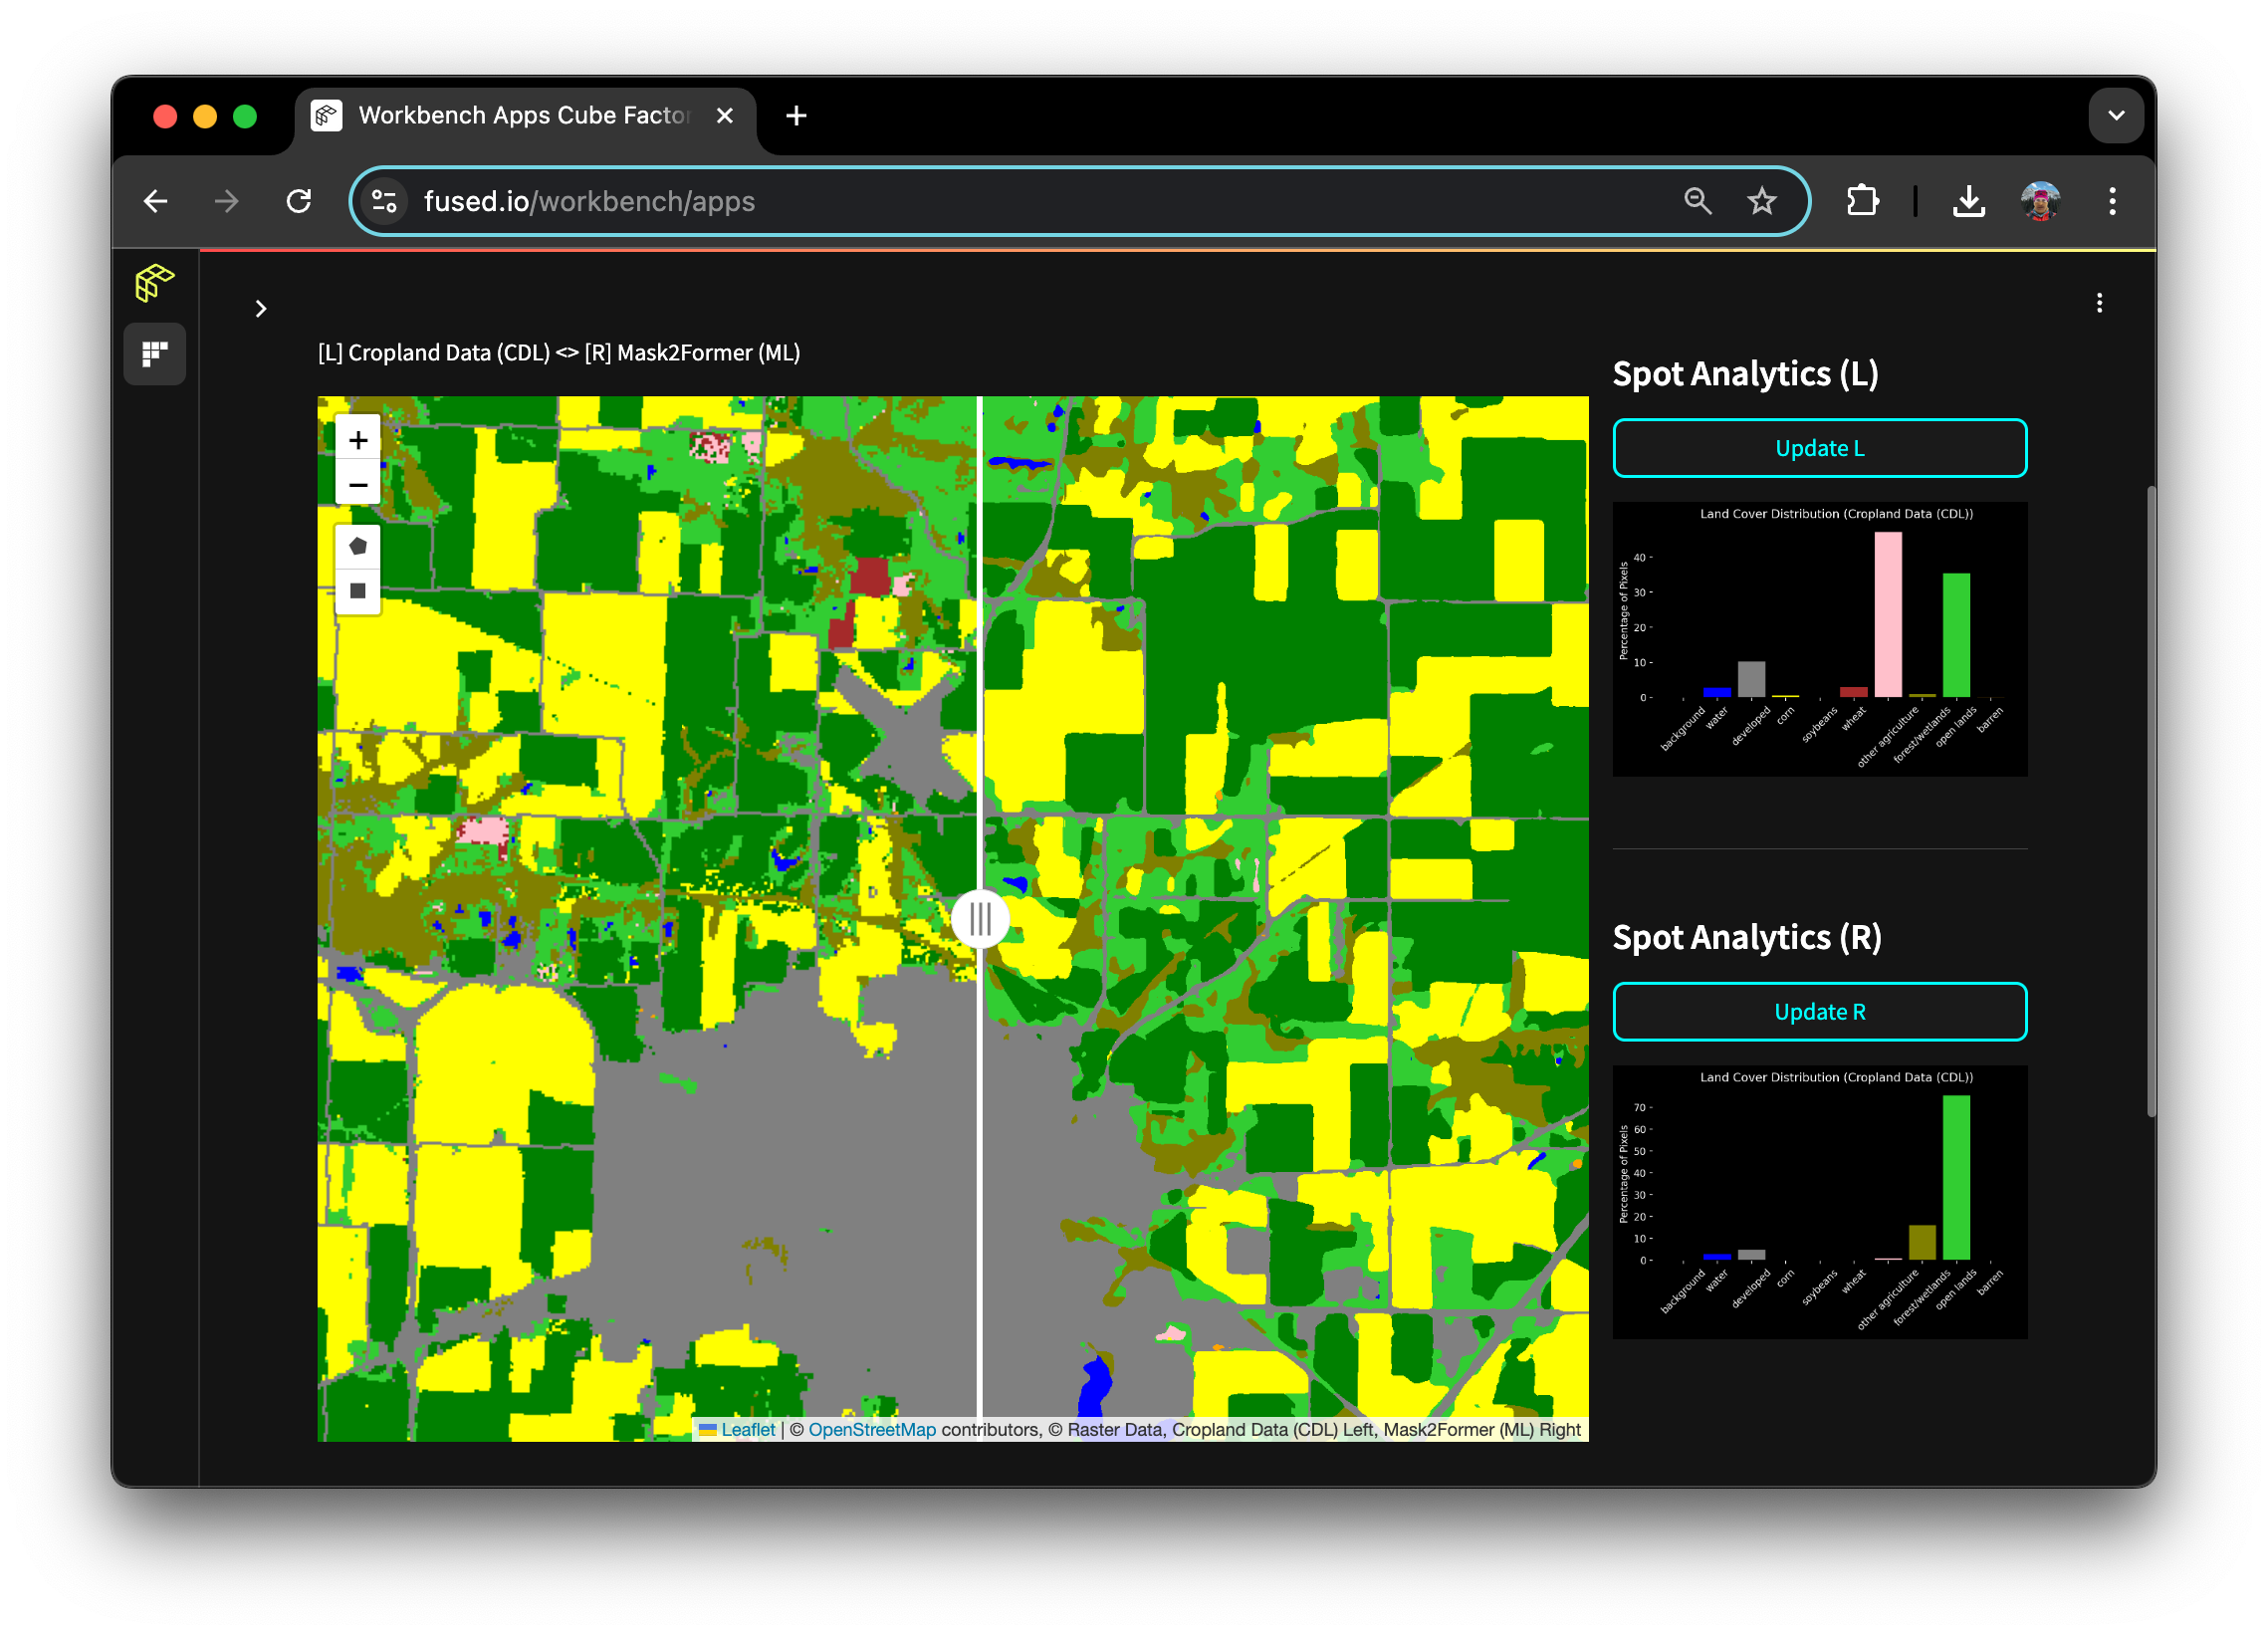 Workbench Apps Cube Factor
fused.io/workbench/apps
[L] Cropland Data (CDL) <> [R] Mask2Former (ML)
+
−
Leaflet | © OpenStreetMap contributors, © Raster Data, Cropland Data (CDL) Left, Mask2Former (ML) Right
Spot Analytics (L)
Update L
Land Cover Distribution (Cropland Data (CDL))
Percentage of Pixels
40
30
20
10
0
background
water
developed
corn
soybeans
wheat
other agriculture
forest/wetlands
open lands
barren
Spot Analytics (R)
Update R
Land Cover Distribution (Cropland Data (CDL))
Percentage of Pixels
70
60
50
40
30
20
10
0
background
water
developed
corn
soybeans
wheat
other agriculture
forest/wetlands
open lands
barren